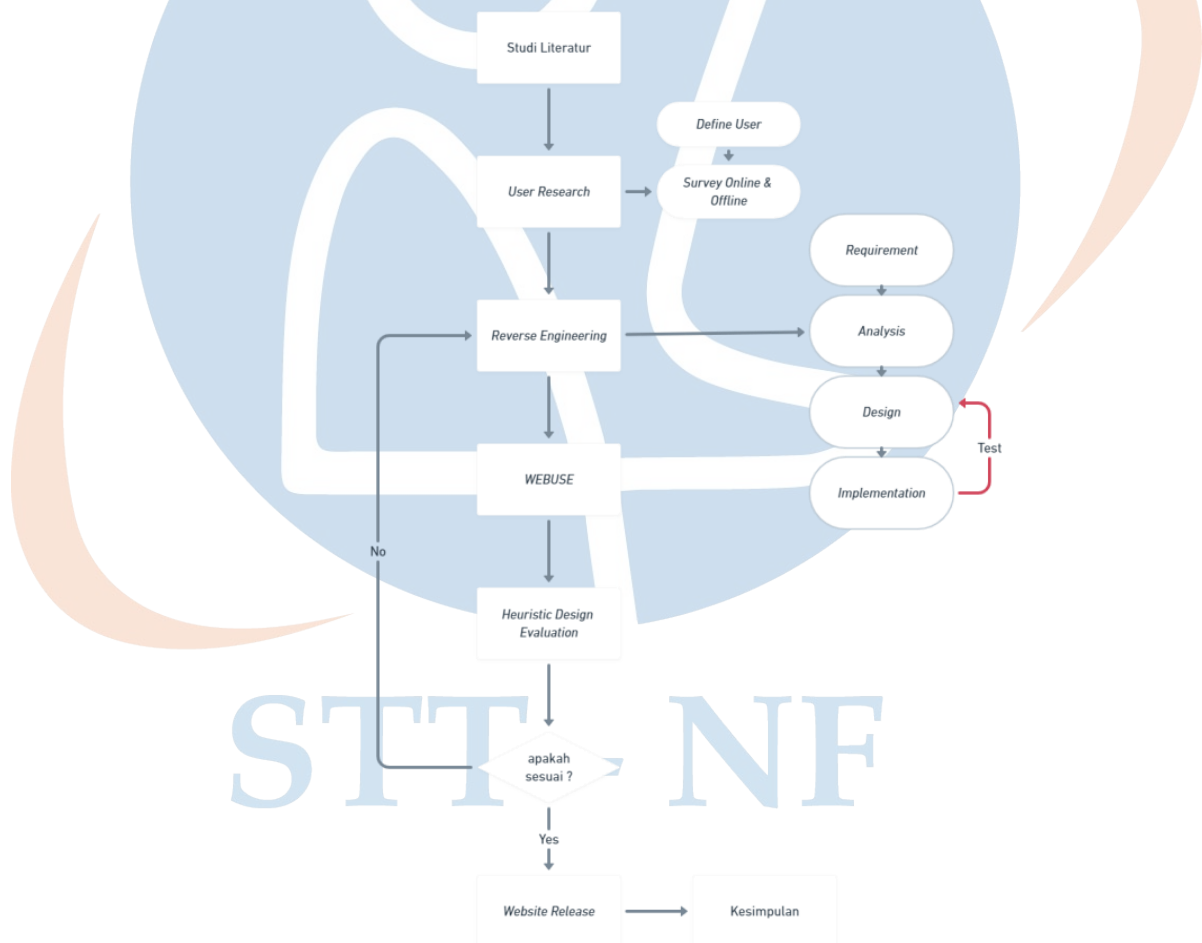 Studi Literatur
Define User
User Research
Survey Online &
Offline
Requirement
Reverse Engineering
Analysis
Design
Test
WEBUSE
Implementation
No
Heuristic Design
Evaluation
STT - NF
apakah
sesuai ?
Yes
Website Release
Kesimpulan